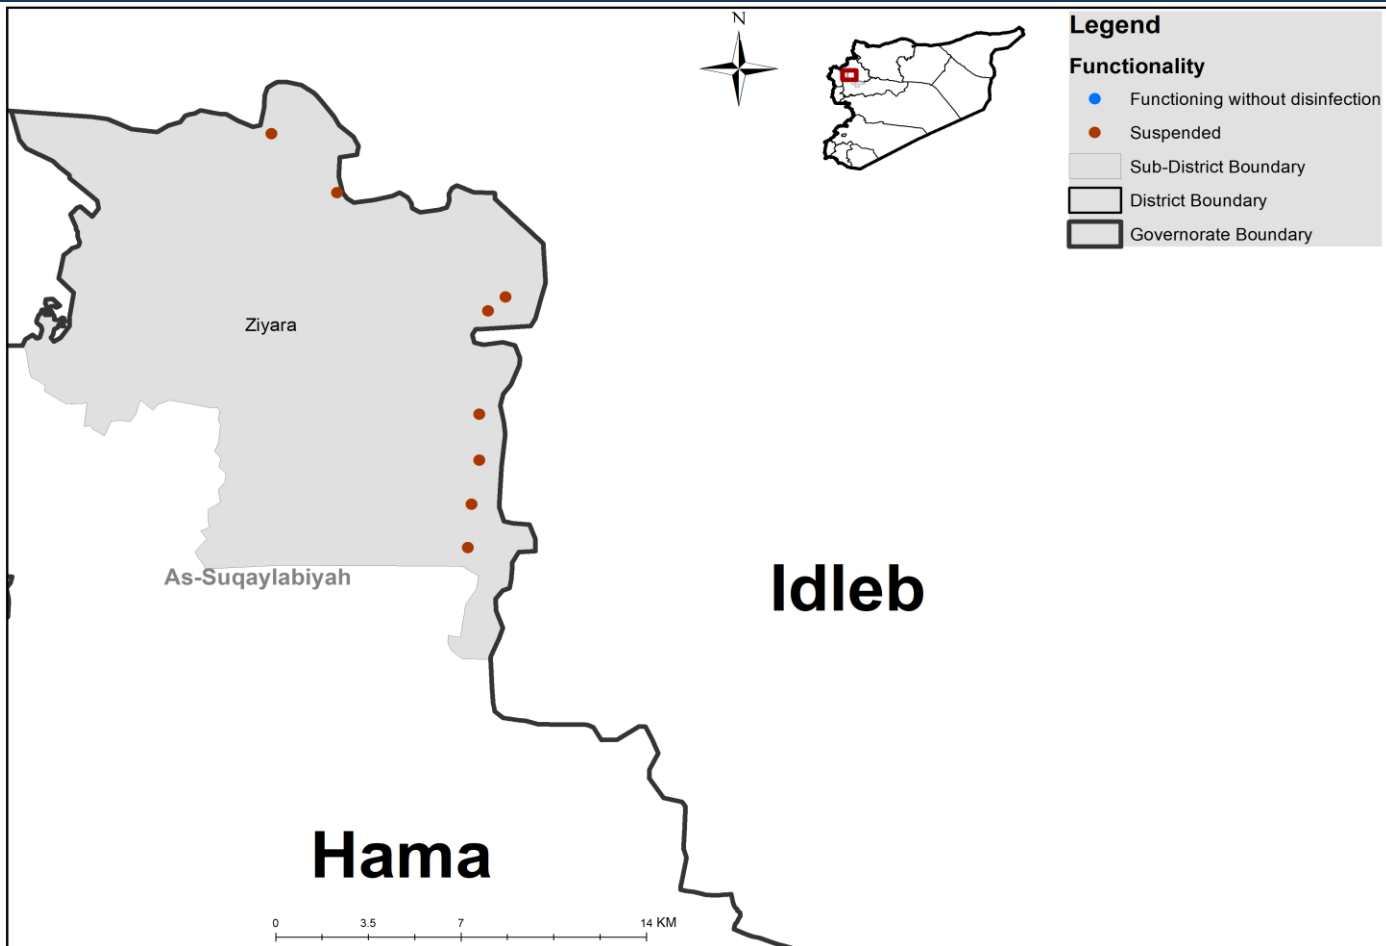 N
Legend
Functionality
Functioning without disinfection
Suspended
Sub-District Boundary
District Boundary
Governorate Boundary
Ziyara
As-Suqaylabiyah
Idleb
Hama
0 3.5 7 14 KM